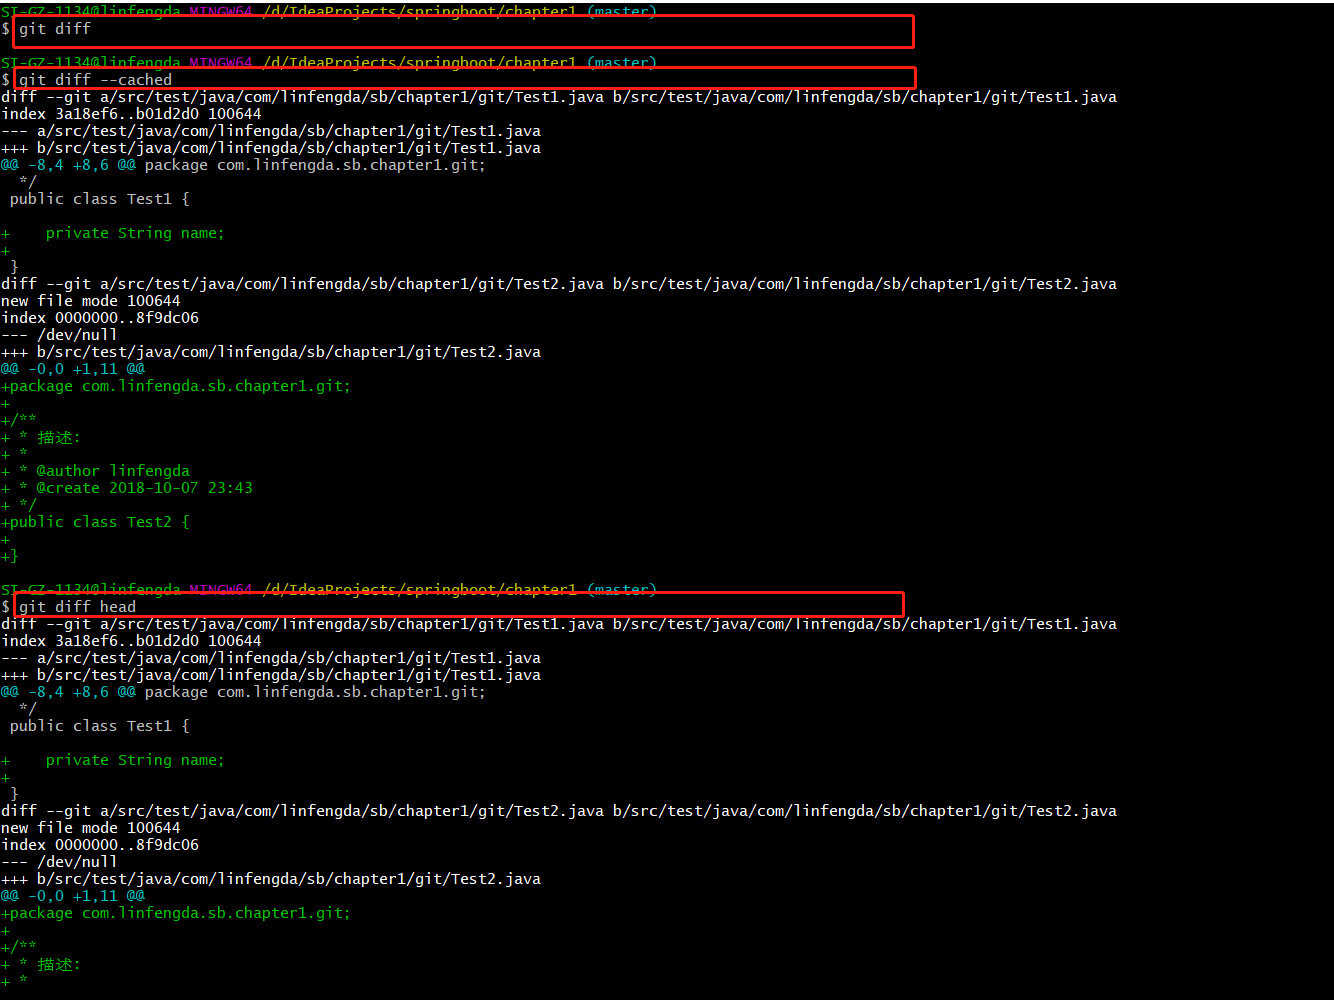 SI-GZ-1134@linfengda MINGW64 /d/IdeaProjects/springboot/chapter1 (master)
$ git diff
SI-GZ-1134@linfengda MINGW64 /d/IdeaProjects/springboot/chapter1 (master)
$ git diff --cached
diff --git a/src/test/java/com/linfengda/sb/chapter1/git/Test1.java b/src/test/java/com/linfengda/sb/chapter1/git/Test1.java
index 3a18ef6..b01d2d0 100644
--- a/src/test/java/com/linfengda/sb/chapter1/git/Test1.java
+++ b/src/test/java/com/linfengda/sb/chapter1/git/Test1.java
@@ -8,4 +8,6 @@ package com.linfengda.sb.chapter1.git;
  */
 public class Test1 {
+    private String name;
+
 }
diff --git a/src/test/java/com/linfengda/sb/chapter1/git/Test2.java b/src/test/java/com/linfengda/sb/chapter1/git/Test2.java
new file mode 100644
index 0000000..8f9dc06
--- /dev/null
+++ b/src/test/java/com/linfengda/sb/chapter1/git/Test2.java
@@ -0,0 +1,11 @@
+package com.linfengda.sb.chapter1.git;
+
+/**
+ * 描述:
+ *
+ * @author linfengda
+ * @create 2018-10-07 23:43
+ */
+public class Test2 {
+
+}
SI-GZ-1134@linfengda MINGW64 /d/IdeaProjects/springboot/chapter1 (master)
$ git diff head
diff --git a/src/test/java/com/linfengda/sb/chapter1/git/Test1.java b/src/test/java/com/linfengda/sb/chapter1/git/Test1.java
index 3a18ef6..b01d2d0 100644
--- a/src/test/java/com/linfengda/sb/chapter1/git/Test1.java
+++ b/src/test/java/com/linfengda/sb/chapter1/git/Test1.java
@@ -8,4 +8,6 @@ package com.linfengda.sb.chapter1.git;
  */
 public class Test1 {
+    private String name;
+
 }
diff --git a/src/test/java/com/linfengda/sb/chapter1/git/Test2.java b/src/test/java/com/linfengda/sb/chapter1/git/Test2.java
new file mode 100644
index 0000000..8f9dc06
--- /dev/null
+++ b/src/test/java/com/linfengda/sb/chapter1/git/Test2.java
@@ -0,0 +1,11 @@
+package com.linfengda.sb.chapter1.git;
+
+/**
+ * 描述:
+ *